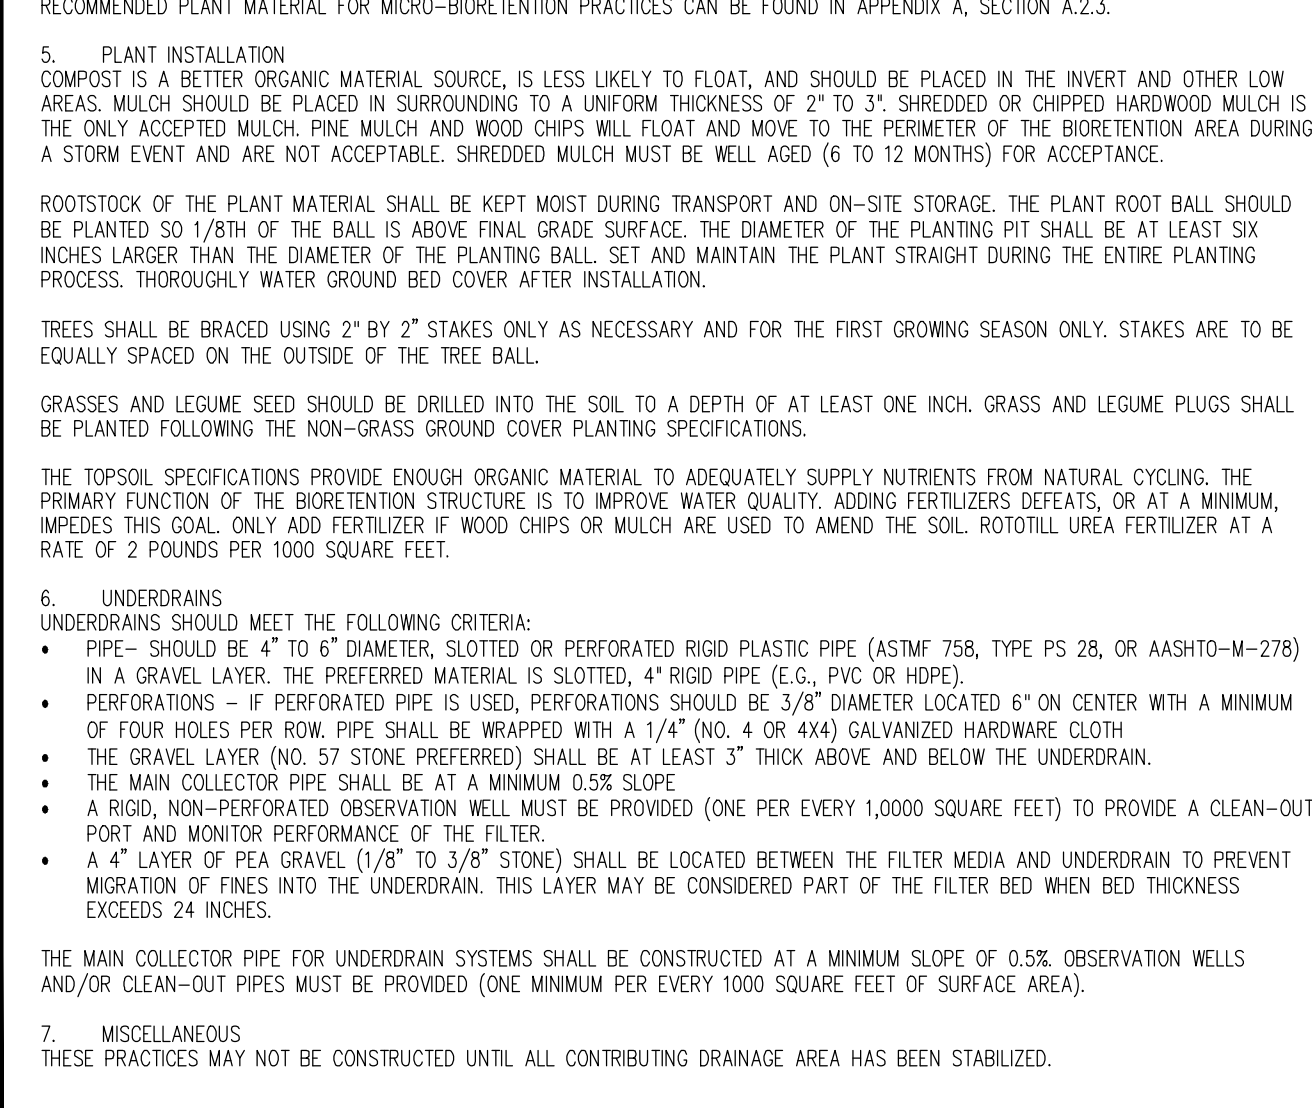 RECOMMENDED PLANT MATERIAL FOR MICRO-BIORETENTION PRACTICES CAN BE FOUND IN APPENDIX A, SECTION A.2.3.
5. PLANT INSTALLATION
COMPOST IS A BETTER ORGANIC MATERIAL SOURCE, IS LESS LIKELY TO FLOAT, AND SHOULD BE PLACED IN THE INVERT AND OTHER LOW
AREAS. MULCH SHOULD BE PLACED IN SURROUNDING TO A UNIFORM THICKNESS OF 2" TO 3". SHREDDED OR CHIPPED HARDWOOD MULCH IS
THE ONLY ACCEPTED MULCH. PINE MULCH AND WOOD CHIPS WILL FLOAT AND MOVE TO THE PERIMETER OF THE BIORETENTION AREA DURING
A STORM EVENT AND ARE NOT ACCEPTABLE. SHREDDED MULCH MUST BE WELL AGED (6 TO 12 MONTHS) FOR ACCEPTANCE.
ROOTSTOCK OF THE PLANT MATERIAL SHALL BE KEPT MOIST DURING TRANSPORT AND ON-SITE STORAGE. THE PLANT ROOT BALL SHOULD
BE PLANTED SO 1/8TH OF THE BALL IS ABOVE FINAL GRADE SURFACE. THE DIAMETER OF THE PLANTING PIT SHALL BE AT LEAST SIX
INCHES LARGER THAN THE DIAMETER OF THE PLANTING BALL. SET AND MAINTAIN THE PLANT STRAIGHT DURING THE ENTIRE PLANTING
PROCESS. THOROUGHLY WATER GROUND BED COVER AFTER INSTALLATION.
TREES SHALL BE BRACED USING 2" BY 2” STAKES ONLY AS NECESSARY AND FOR THE FIRST GROWING SEASON ONLY. STAKES ARE TO BE
EQUALLY SPACED ON THE OUTSIDE OF THE TREE BALL.
GRASSES AND LEGUME SEED SHOULD BE DRILLED INTO THE SOIL TO A DEPTH OF AT LEAST ONE INCH. GRASS AND LEGUME PLUGS SHALL
BE PLANTED FOLLOWING THE NON-GRASS GROUND COVER PLANTING SPECIFICATIONS.
THE TOPSOIL SPECIFICATIONS PROVIDE ENOUGH ORGANIC MATERIAL TO ADEQUATELY SUPPLY NUTRIENTS FROM NATURAL CYCLING. THE
PRIMARY FUNCTION OF THE BIORETENTION STRUCTURE IS TO IMPROVE WATER QUALITY. ADDING FERTILIZERS DEFEATS, OR AT A MINIMUM,
IMPEDES THIS GOAL. ONLY ADD FERTILIZER IF WOOD CHIPS OR MULCH ARE USED TO AMEND THE SOIL. ROTOTILL UREA FERTILIZER AT A
RATE OF 2 POUNDS PER 1000 SQUARE FEET.
6. UNDERDRAINS
UNDERDRAINS SHOULD MEET THE FOLLOWING CRITERIA:
• PIPE- SHOULD BE 4” TO 6” DIAMETER, SLOTTED OR PERFORATED RIGID PLASTIC PIPE (ASTMF 758, TYPE PS 28, OR AASHTO-M-278)
IN A GRAVEL LAYER. THE PREFERRED MATERIAL IS SLOTTED, 4" RIGID PIPE (E.G., PVC OR HDPE).
• PERFORATIONS - IF PERFORATED PIPE IS USED, PERFORATIONS SHOULD BE 3/8” DIAMETER LOCATED 6" ON CENTER WITH A MINIMUM
OF FOUR HOLES PER ROW. PIPE SHALL BE WRAPPED WITH A 1/4” (NO. 4 OR 4X4) GALVANIZED HARDWARE CLOTH
• THE GRAVEL LAYER (NO. 57 STONE PREFERRED) SHALL BE AT LEAST 3” THICK ABOVE AND BELOW THE UNDERDRAIN.
• THE MAIN COLLECTOR PIPE SHALL BE AT A MINIMUM 0.5% SLOPE
• A RIGID, NON-PERFORATED OBSERVATION WELL MUST BE PROVIDED (ONE PER EVERY 1,0000 SQUARE FEET) TO PROVIDE A CLEAN-OUT
PORT AND MONITOR PERFORMANCE OF THE FILTER.
• A 4” LAYER OF PEA GRAVEL (1/8” TO 3/8” STONE) SHALL BE LOCATED BETWEEN THE FILTER MEDIA AND UNDERDRAIN TO PREVENT
MIGRATION OF FINES INTO THE UNDERDRAIN. THIS LAYER MAY BE CONSIDERED PART OF THE FILTER BED WHEN BED THICKNESS
EXCEEDS 24 INCHES.
THE MAIN COLLECTOR PIPE FOR UNDERDRAIN SYSTEMS SHALL BE CONSTRUCTED AT A MINIMUM SLOPE OF 0.5%. OBSERVATION WELLS
AND/OR CLEAN-OUT PIPES MUST BE PROVIDED (ONE MINIMUM PER EVERY 1000 SQUARE FEET OF SURFACE AREA).
7. MISCELLANEOUS
THESE PRACTICES MAY NOT BE CONSTRUCTED UNTIL ALL CONTRIBUTING DRAINAGE AREA HAS BEEN STABILIZED.